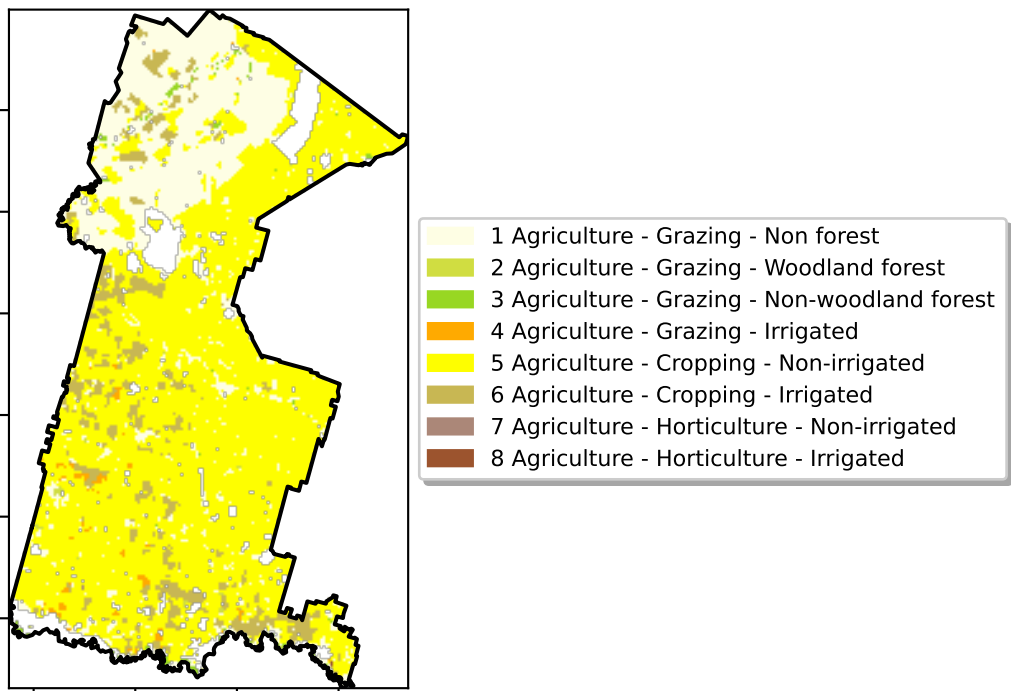 1 Agriculture - Grazing - Non forest
2 Agriculture - Grazing - Woodland forest
3 Agriculture - Grazing - Non-woodland forest
4 Agriculture - Grazing - Irrigated
5 Agriculture - Cropping - Non-irrigated
6 Agriculture - Cropping - Irrigated
7 Agriculture - Horticulture - Non-irrigated
8 Agriculture - Horticulture - Irrigated